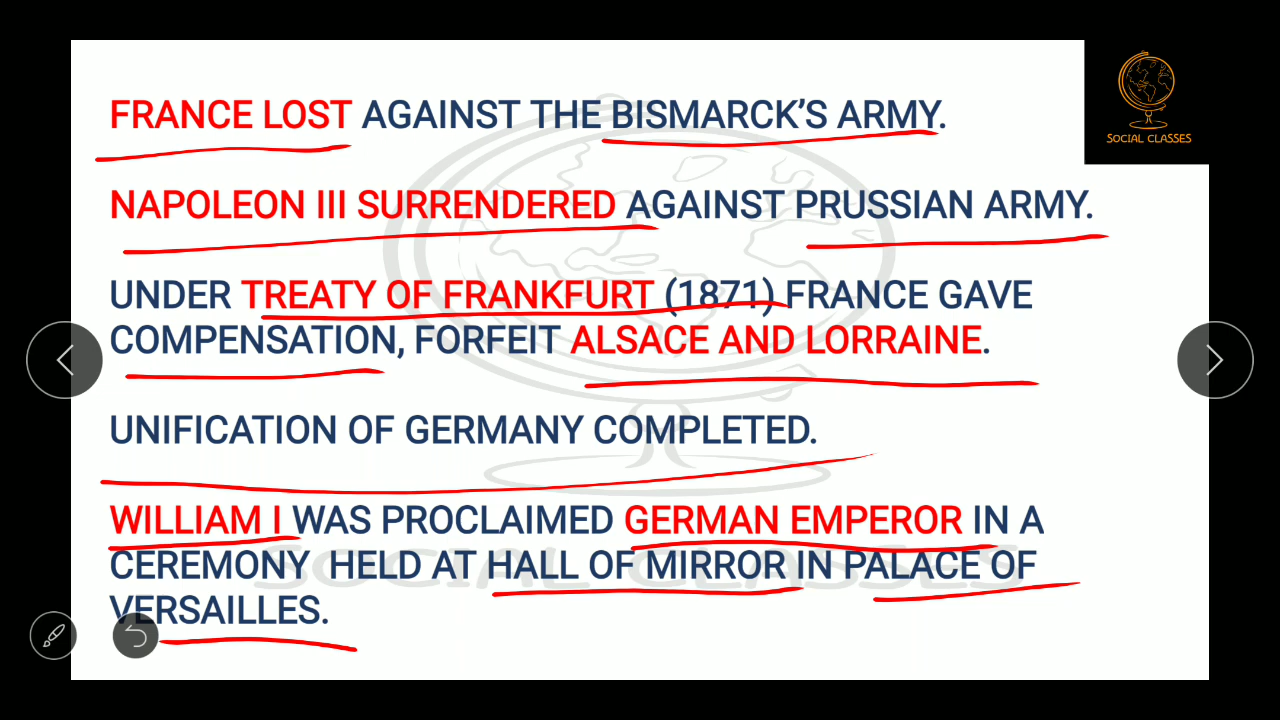 FRANCE LOST AGAINST THE BISMARCK'S ARMY.
SOCIAL CLASSES
NAPOLEON III SURRENDERED AGAINST PRUSSIAN ARMY.
UNDER TREATY OF FRANKFURT (1871) FRANCE GAVE
COMPENSATION, FORFEIT ALSACE AND LORRAINE.
UNIFICATION OF GERMANY COMPLETED.
WILLIAM I WAS PROCLAIMED GERMAN EMPEROR IN A
CEREMONY HELD AT HALL OF MIRROR IN PALACE OF
VERSAILLES.
SOCIAL CLASSES